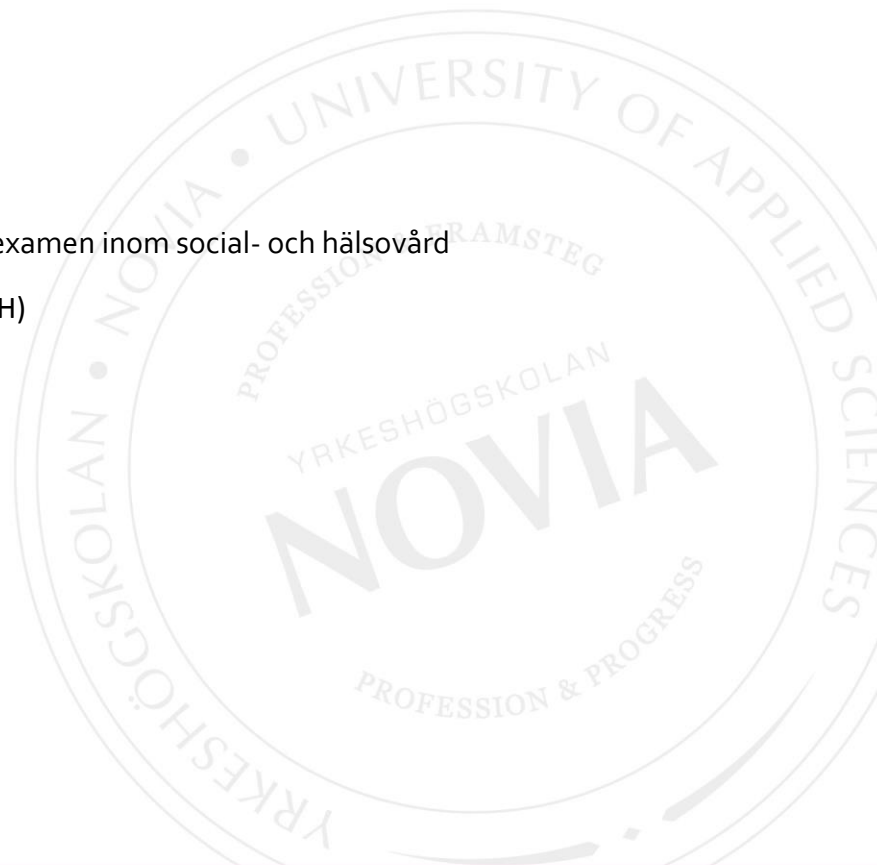 examen inom social- och hälsovård
H)
YRKESHÖGSKOLAN • NOVIA • UNIVERSITY OF APPLIED SCIENCES
PROFESSION & FRAMSTEG
YRKESHÖGSKOLAN
NOVIA
PROFESSION & PROGRESS